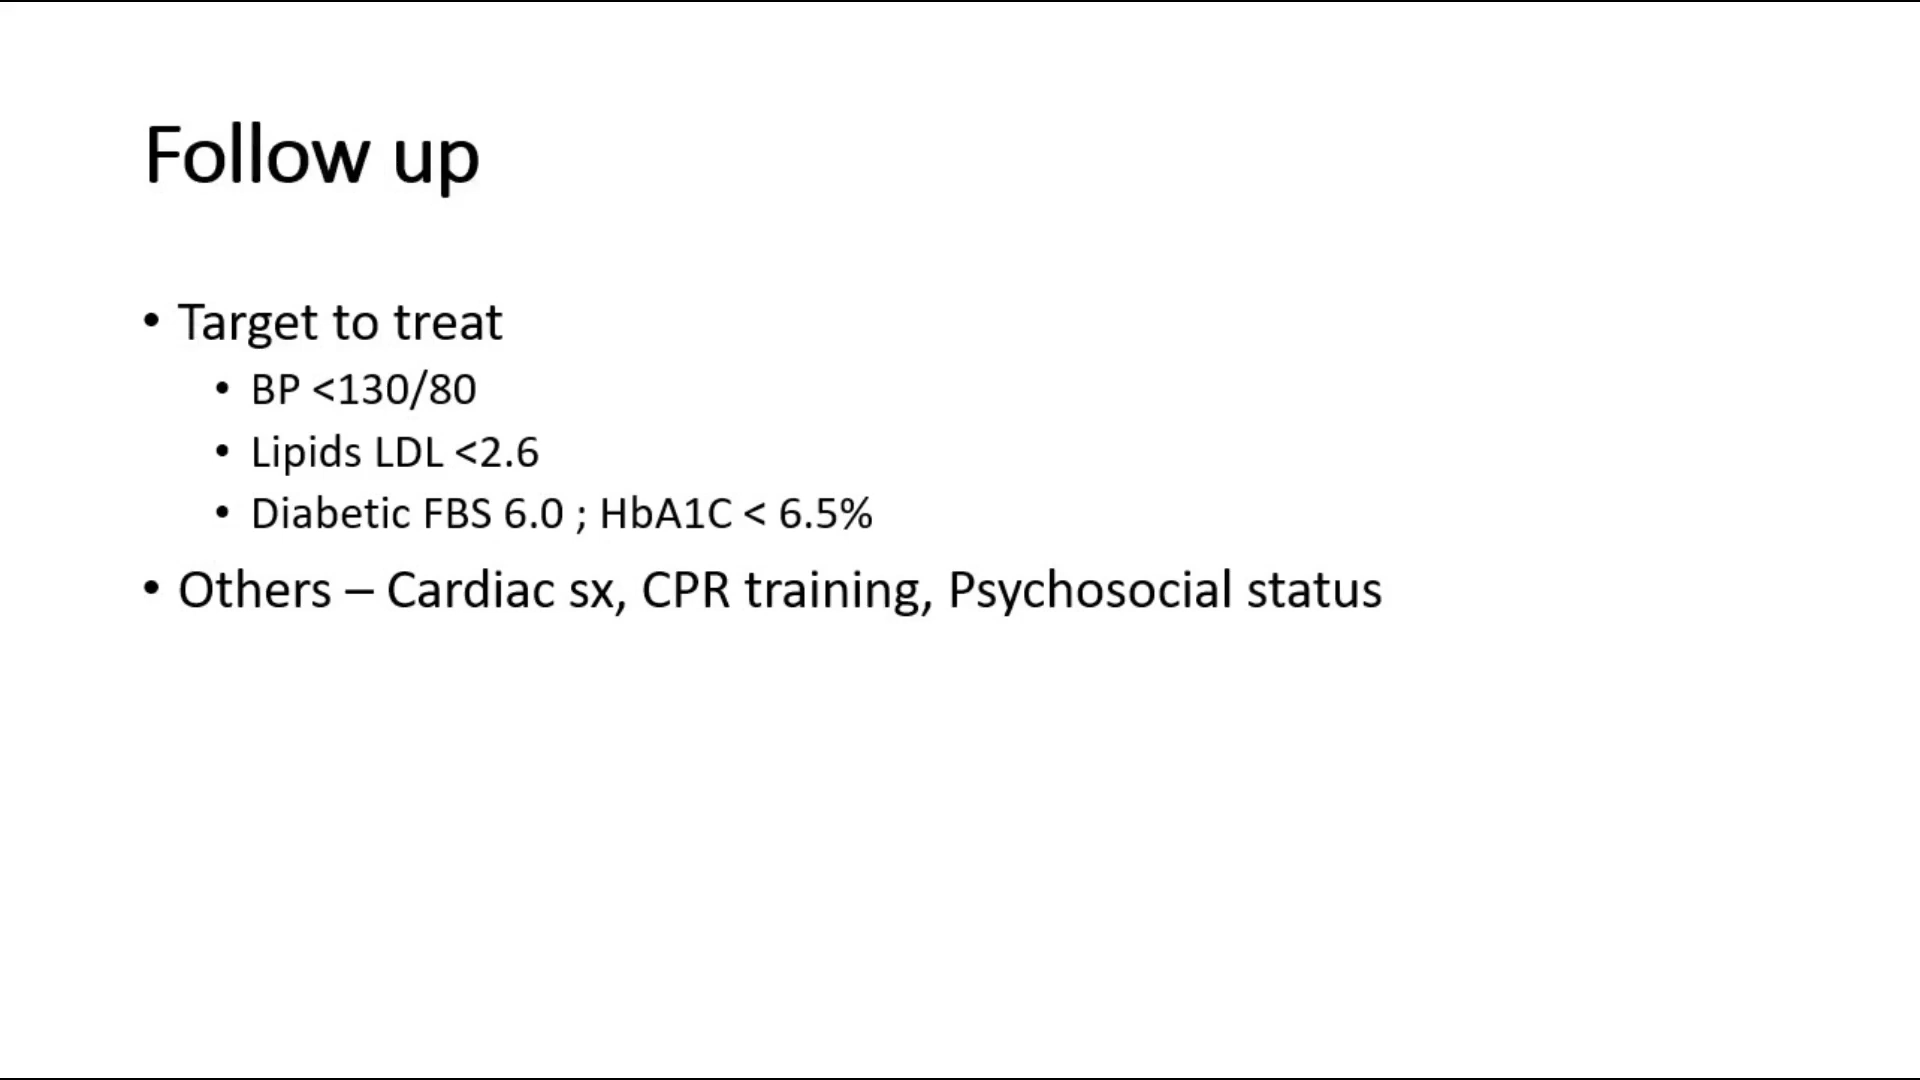 Follow up
• Target to treat
• BP <130/80
• Lipids LDL <2.6
• Diabetic FBS 6.0 ; HbA1C < 6.5%
• Others – Cardiac sx, CPR training, Psychosocial status